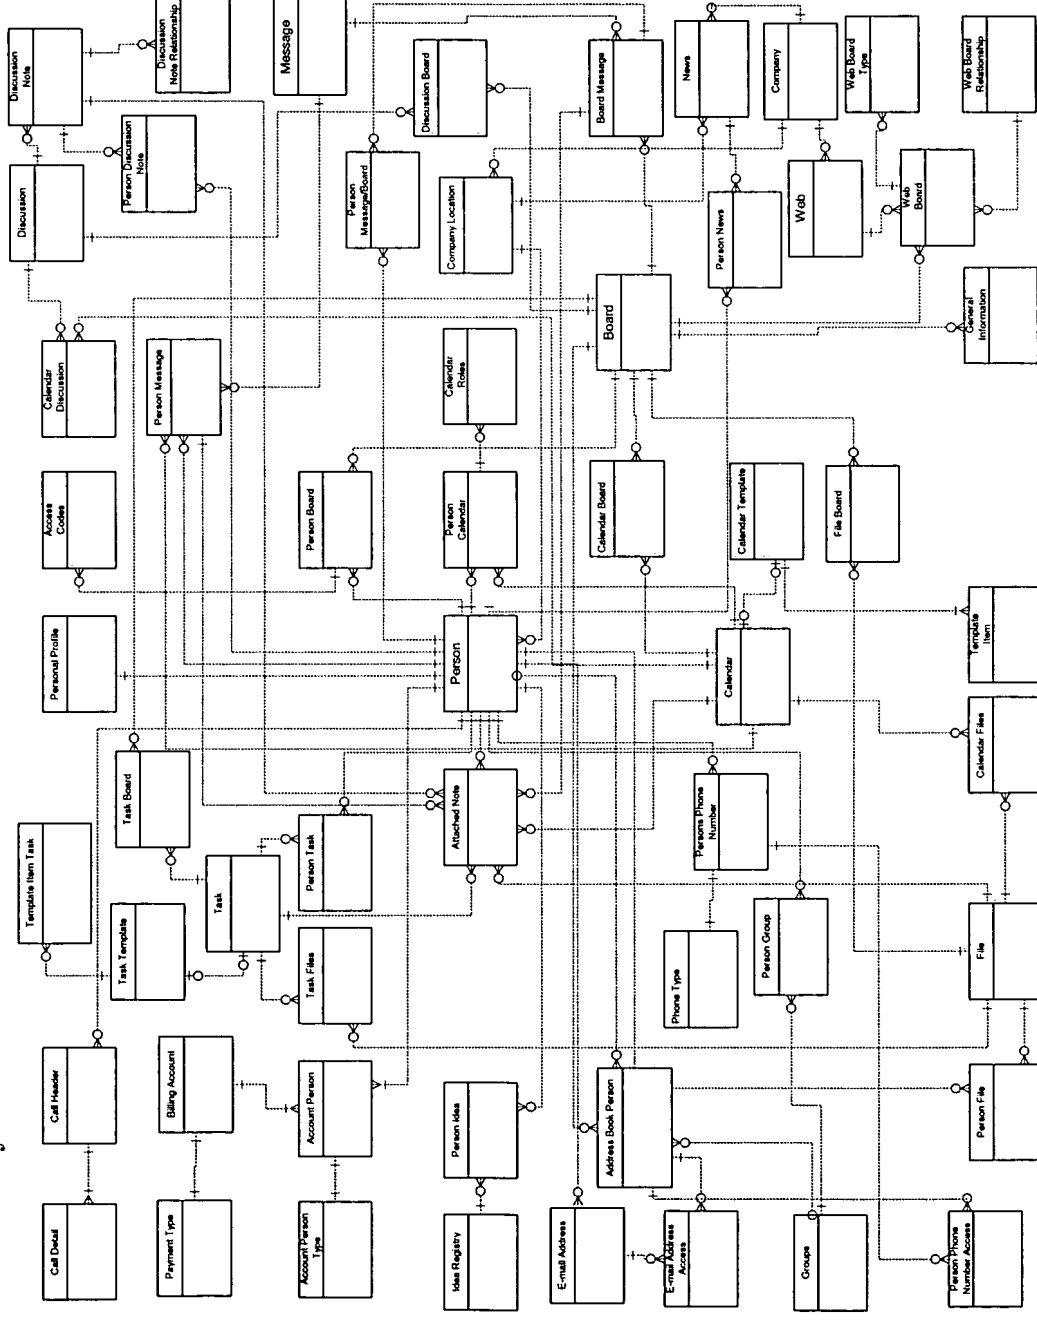 Discussion
Note
Discussion
Note Relationship
Message
Discussion Board
Board Message
News
Company
Web Board
Type
Web Board
Relationship
Discussion
Person Discussion
Note
Person
Message/Board
Company Location
Person News
Web
Web
Board
Board
General
Information
Calendar
Discussion
Person Message
Calendar
Roles
Access
Codes
Person Board
Person
Calendar
Calendar Board
Calendar Template
File Board
Personal Profile
Person
Calendar
Template
Item
Task Board
Attached Note
Persons Phone
Number
Calendar Files
Template Item Task
Task Template
Task
Person Task
Task Files
Phone Type
Person Group
File
Call Header
Billing Account
Account Person
Person Idea
Address Book Person
Person File
Call Detail
Payment Type
Account Person
Type
Idea Registry
E-mail Address
E-mail Address
Access
Groups
Person Phone
Number Access